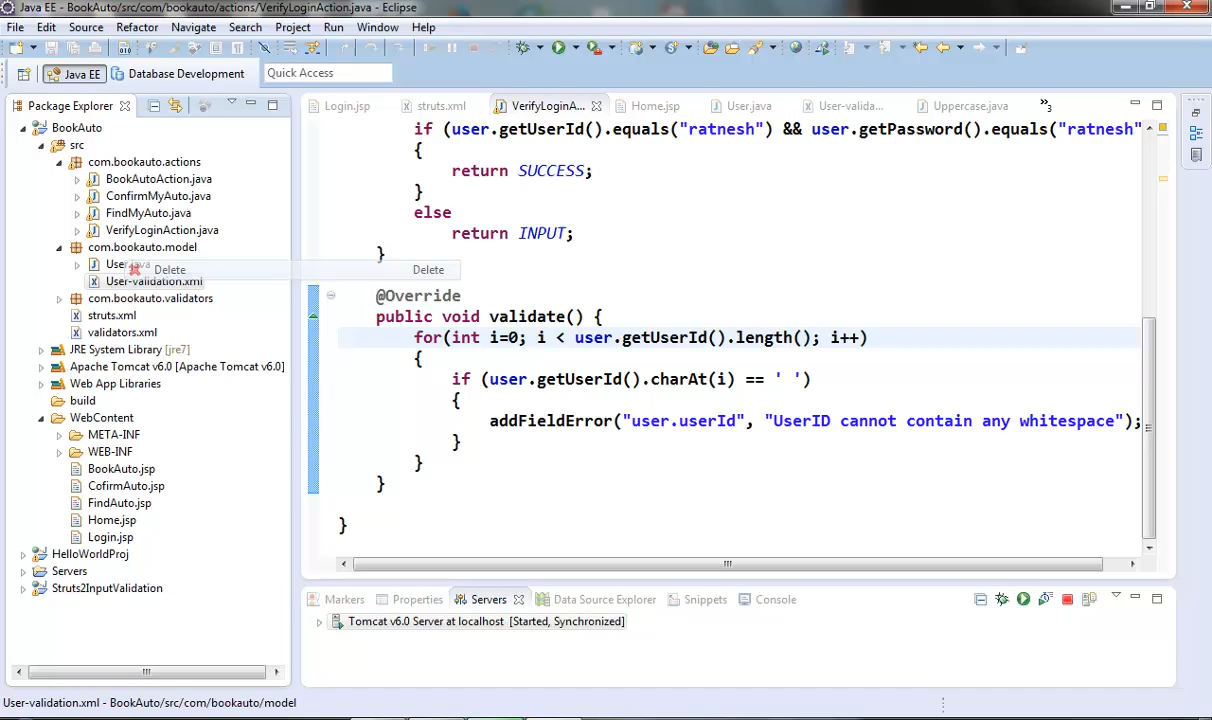 Java EE - BookAuto/src/com/bookauto/actions/VerifyLoginAction.java - Eclipse
File Edit Source Refactor Navigate Search Project Run Window Help
Java EE Database Development Quick Access
Package Explorer
Login.jsp struts.xml VerifyLoginA... Home.jsp User.java User-valida... Uppercase.java »3
BookAuto
src
com.bookauto.actions
BookAutoAction.java
ConfirmMyAuto.java
FindMyAuto.java
VerifyLoginAction.java
com.bookauto.model
User.java
Delete Delete
User-validation.xml
com.bookauto.validators
struts.xml
validators.xml
JRE System Library [jre7]
Apache Tomcat v6.0 [Apache Tomcat v6.0]
Web App Libraries
build
WebContent
META-INF
WEB-INF
BookAuto.jsp
CofirmAuto.jsp
FindAuto.jsp
Home.jsp
Login.jsp
HelloWorldProj
Servers
Struts2InputValidation
if (user.getUserId().equals("ratnesh") && user.getPassword().equals("ratnesh"
{
return SUCCESS;
}
else
return INPUT;
}
@Override
public void validate() {
for(int i=0; i < user.getUserId().length(); i++)
{
if (user.getUserId().charAt(i) == ' ')
{
addFieldError("user.userId", "UserID cannot contain any whitespace");
}
}
}
}
Markers Properties Servers Data Source Explorer Snippets Console
Tomcat v6.0 Server at localhost [Started, Synchronized]
User-validation.xml - BookAuto/src/com/bookauto/model